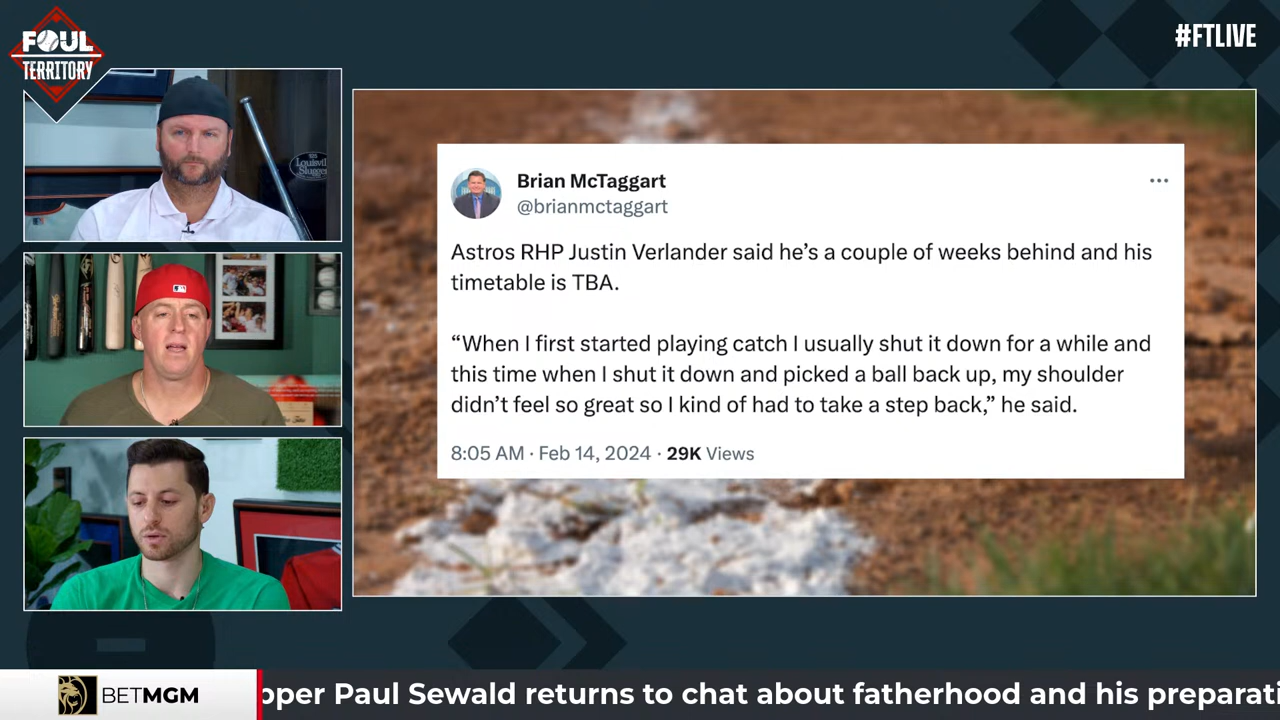 FOUL
TERRITORY
#FTLIVE
Louisville
Slugger
Brian McTaggart
@brianmctaggart
Astros RHP Justin Verlander said he’s a couple of weeks behind and his
timetable is TBA.
“When I first started playing catch I usually shut it down for a while and
this time when I shut it down and picked a ball back up, my shoulder
didn’t feel so great so I kind of had to take a step back,” he said.
8:05 AM · Feb 14, 2024 · 29K Views
BETMGM
Paul Sewald returns to chat about fatherhood and his